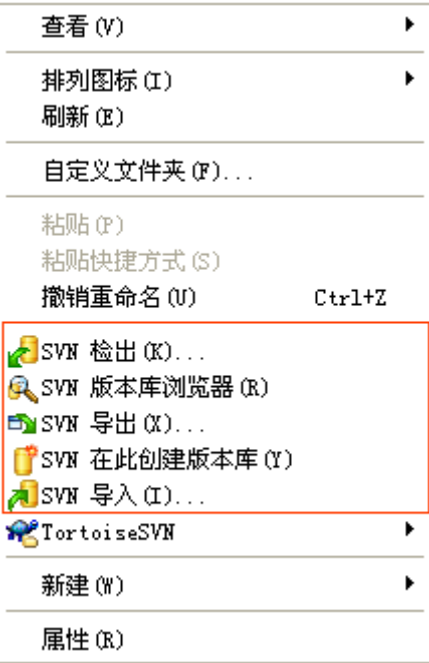 查看(V)
排列图标(I)
刷新(E)
自定义文件夹(F)...
粘贴(P)
粘贴快捷方式(S)
撤销重命名(U) Ctrl+Z
SVN 检出(K)...
SVN 版本库浏览器(R)
SVN 导出(X)...
SVN 在此创建版本库(Y)
SVN 导入(I)...
TortoiseSVN
新建(W)
属性(R)